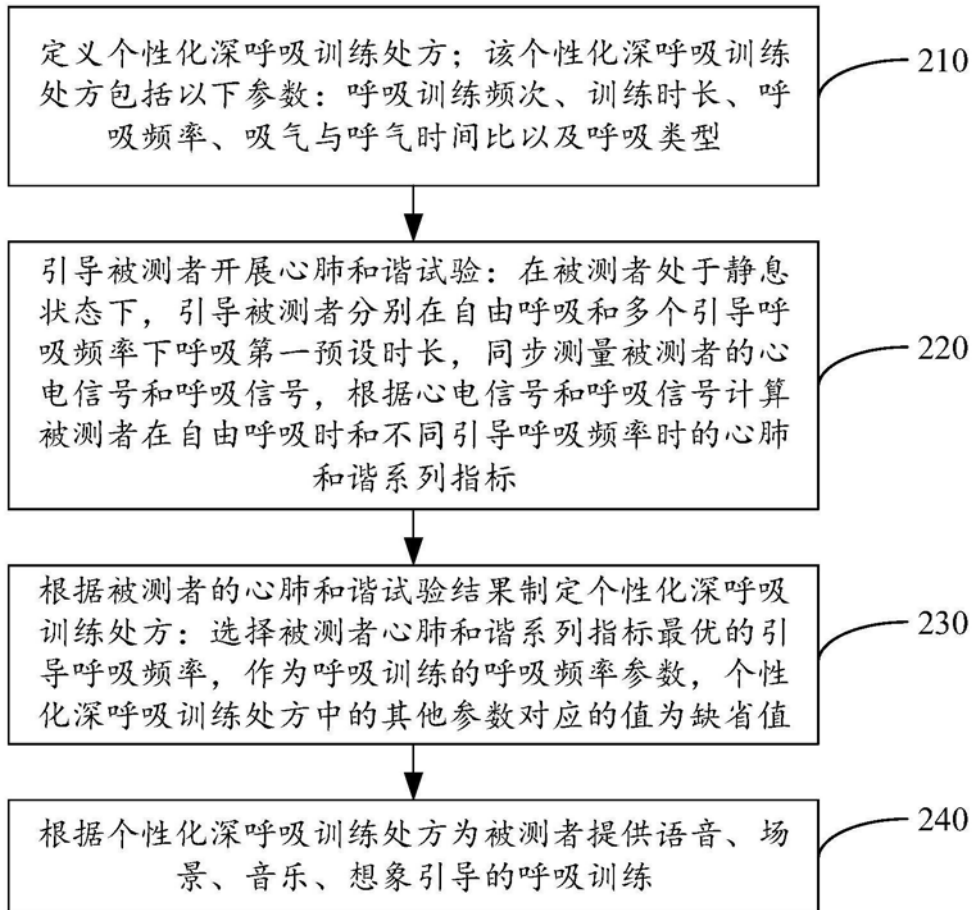 定义个性化深呼吸训练处方；该个性化深呼吸训练
处方包括以下参数：呼吸训练频次、训练时长、呼
吸频率、吸气与呼气时间比以及呼吸类型
210
引导被测者开展心肺和谐试验：在被测者处于静息
状态下，引导被测者分别在自由呼吸和多个引导呼
吸频率下呼吸第一预设时长，同步测量被测者的心
电信号和呼吸信号，根据心电信号和呼吸信号计算
被测者在自由呼吸时和不同引导呼吸频率时的心肺
和谐系列指标
220
根据被测者的心肺和谐试验结果制定个性化深呼吸
训练处方：选择被测者心肺和谐系列指标最优的引
导呼吸频率，作为呼吸训练的呼吸频率参数，个性
化深呼吸训练处方中的其他参数对应的值为缺省值
230
根据个性化深呼吸训练处方为被测者提供语音、场
景、音乐、想象引导的呼吸训练
240